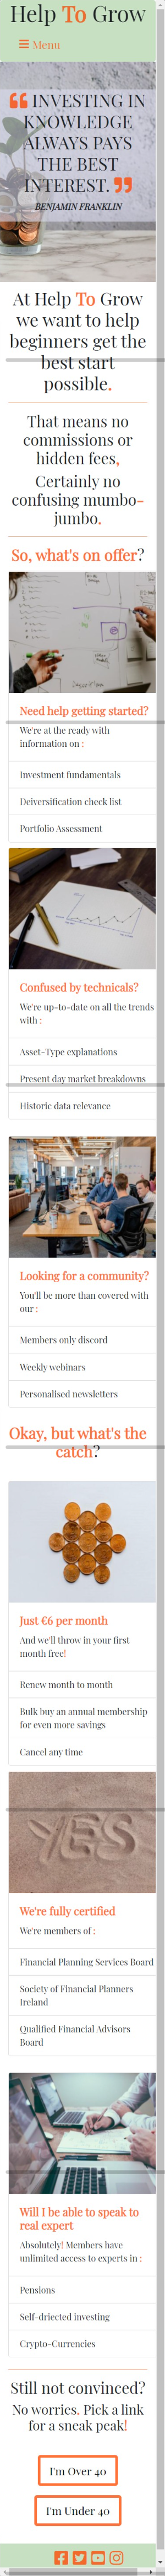 Help To Grow
Menu
INVESTING IN
KNOWLEDGE
ALWAYS PAYS
THE BEST
INTEREST.
BENJAMIN FRANKLIN
At Help To Grow
we want to help
beginners get the
best start
possible.
That means no
commissions or
hidden fees,
Certainly no
confusing mumbo-
jumbo.
So, what's on offer?
Need help getting started?
We're at the ready with
information on :
Investment fundamentals
Deiversification check list
Portfolio Assessment
Confused by technicals?
We're up-to-date on all the trends
with :
Asset-Type explanations
Present day market breakdowns
Historic data relevance
Looking for a community?
You'll be more than covered with
our :
Members only discord
Weekly webinars
Personalised newsletters
Okay, but what's the
catch?
Just €6 per month
And we'll throw in your first
month free!
Renew month to month
Bulk buy an annual membership
for even more savings
Cancel any time
YES
We're fully certified
We're members of :
Financial Planning Services Board
Society of Financial Planners
Ireland
Qualified Financial Advisors
Board
Will I be able to speak to
real expert
Absolutely! Members have
unlimited access to experts in :
Pensions
Self-driected investing
Crypto-Currencies
Still not convinced?
No worries. Pick a link
for a sneak peak!
I'm Over 40
I'm Under 40